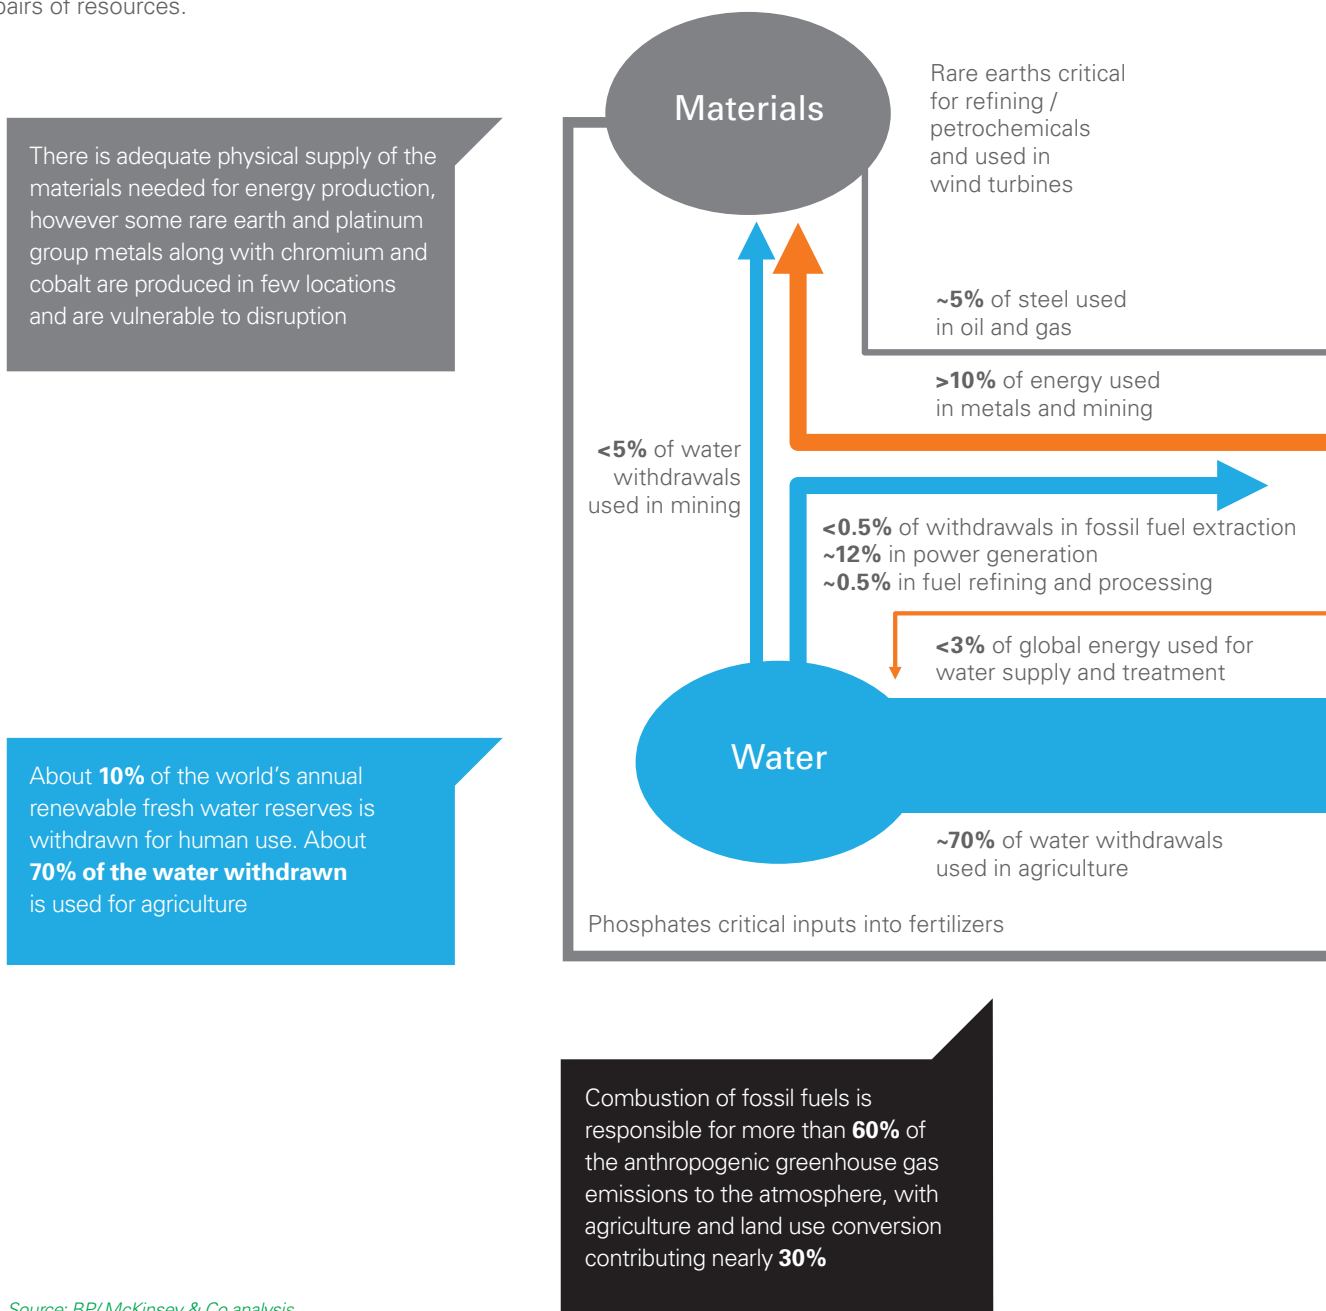 pairs of resources.
Materials
Rare earths critical
for refining /
petrochemicals
and used in
wind turbines
There is adequate physical supply of the
materials needed for energy production,
however some rare earth and platinum
group metals along with chromium and
cobalt are produced in few locations
and are vulnerable to disruption
~5% of steel used
in oil and gas
>10% of energy used
in metals and mining
<5% of water
withdrawals
used in mining
<0.5% of withdrawals in fossil fuel extraction
~12% in power generation
~0.5% in fuel refining and processing
<3% of global energy used for
water supply and treatment
Water
About 10% of the world’s annual
renewable fresh water reserves is
withdrawn for human use. About
70% of the water withdrawn
is used for agriculture
~70% of water withdrawals
used in agriculture
Phosphates critical inputs into fertilizers
Combustion of fossil fuels is
responsible for more than 60% of
the anthropogenic greenhouse gas
emissions to the atmosphere, with
agriculture and land use conversion
contributing nearly 30%
Source: BP/ McKinsey & Co analysis